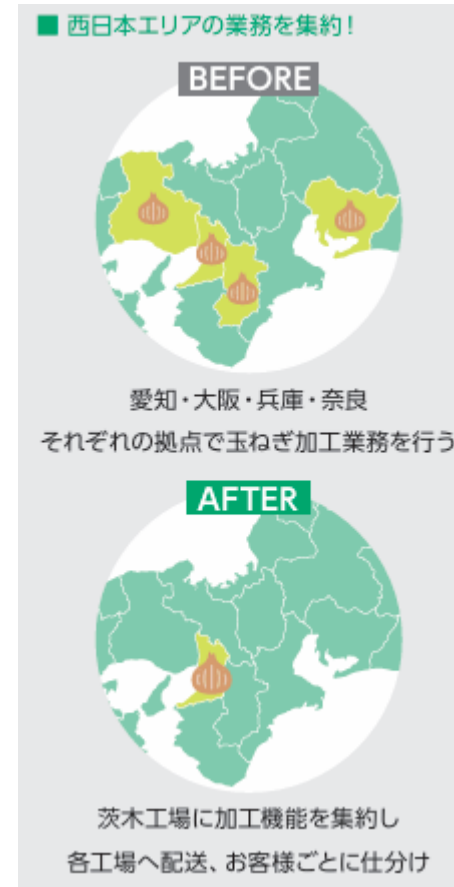 ■ 西日本エリアの業務を集約!
BEFORE
愛知・大阪・兵庫・奈良
それぞれの拠点で玉ねぎ加工業務を行う
AFTER
茨木工場に加工機能を集約し
各工場へ配送、お客様ごとに仕分け